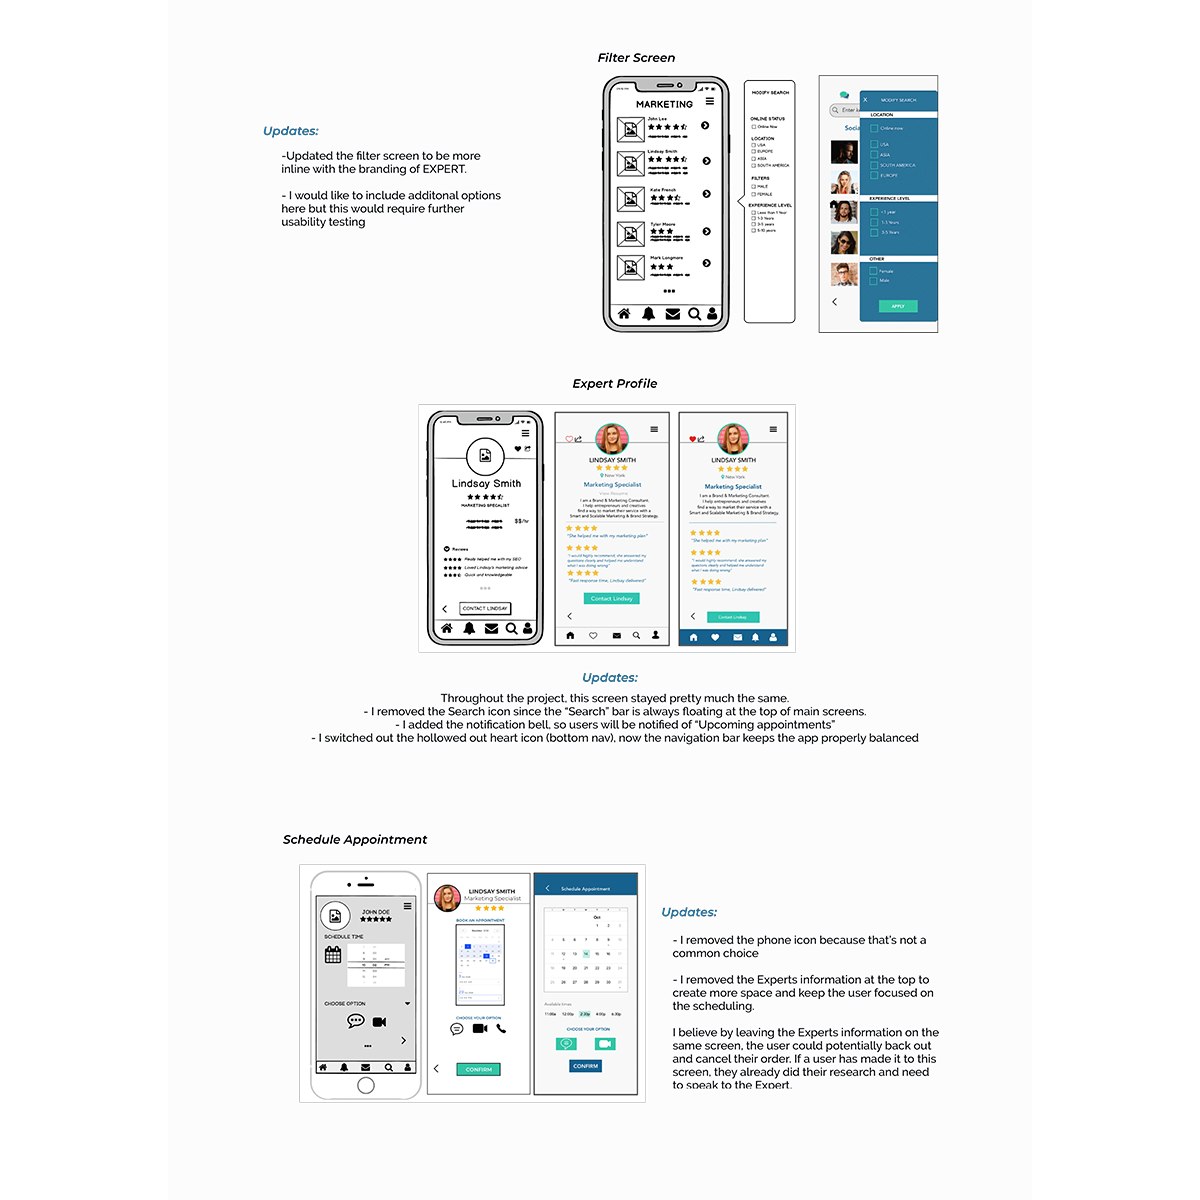 Filter Screen
Updates:
-Updated the filter screen to be more
inline with the branding of EXPERT.
- I would like to include additonal options
here but this would require further
usability testing
MARKETING
John Lee
Lindsay Smith
Kate French
Tyler Moore
Mark Longmore
MODIFY SEARCH
ONLINE STATUS
Online Now
LOCATION
USA
EUROPE
ASIA
SOUTH AMERICA
FILTERS
MALE
FEMALE
EXPERIENCE LEVEL
Less than 1 Year
1-3 Years
3-5 years
5-10 years
Enter
Socia
X MODIFY SEARCH
LOCATION
Online now
USA
ASIA
SOUTH AMERICA
EUROPE
EXPERIENCE LEVEL
<1 year
1-3 Years
3-5 Years
OTHER
Female
Male
APPLY
Expert Profile
Lindsay Smith
MARKETING SPECIALIST
$$/hr
Reviews
Really helped me with my SEO
Loved Lindsay's marketing advice
Quick and knowledgeable
CONTACT LINDSAY
LINDSAY SMITH
New York
Marketing Specialist
View Resume
I am a Brand & Marketing Consultant.
I help entrepreneurs and creatives
find a way to market their service with a
Smart and Scalable Marketing & Brand Strategy.
"She helped me with my marketing plan"
"I would highly recommend, she answered my
questions clearly and helped me understand
what I was doing wrong"
"Fast response time, Lindsay delivered"
Contact Lindsay
LINDSAY SMITH
New York
Marketing Specialist
I am a Brand & Marketing Consultant.
I help entrepreneurs and creatives
find a way to market their service with a
Smart and Scalable Marketing & Brand Strategy.
"She helped me with my marketing plan"
"I would highly recommend, she answered my
questions clearly and helped me understand
what I was doing wrong"
"Fast response time, Lindsay delivered"
Contact Lindsay
Updates:
Throughout the project, this screen stayed pretty much the same.
- I removed the Search icon since the "Search" bar is always floating at the top of main screens.
- I added the notification bell, so users will be notified of “Upcoming appointments”
- I switched out the hollowed out heart icon (bottom nav), now the navigation bar keeps the app properly balanced
Schedule Appointment
JOHN DOE
SCHEDULE TIME
CHOOSE OPTION
LINDSAY SMITH
Marketing Specialist
BOOK AN APPOINTMENT
CHOOSE YOUR OPTION
CONFIRM
Schedule Appointment
Oct
Available times
11:00a 12:00p 2:30p 4:00p 6:30p
CHOOSE YOUR OPTION
CONFIRM
Updates:
- I removed the phone icon because that's not a
common choice
- I removed the Experts information at the top to
create more space and keep the user focused on
the scheduling.
I believe by leaving the Experts information on the
same screen, the user could potentially back out
and cancel their order. If a user has made it to this
screen, they already did their research and need
to speak to the Expert.